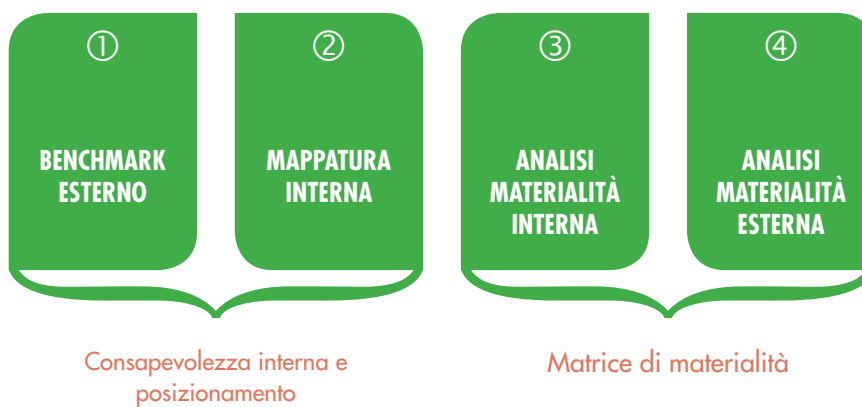 ①
BENCHMARK
ESTERNO
②
MAPPATURA
INTERNA
③
ANALISI
MATERIALITÀ
INTERNA
④
ANALISI
MATERIALITÀ
ESTERNA
Consapevolezza interna e
posizionamento
Matrice di materialità